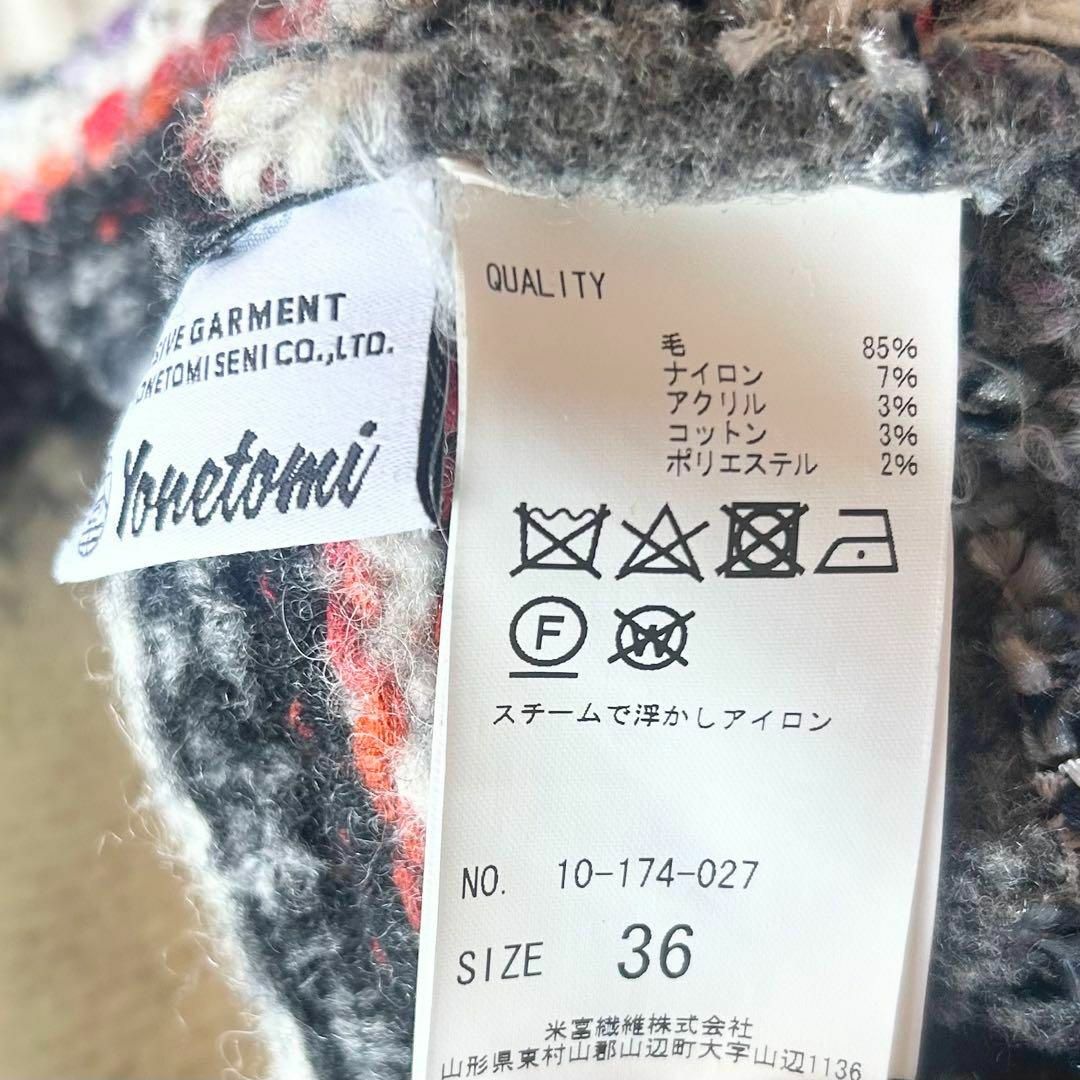 SIVE GARMENT
ONETOMI SENI CO.,LTD.
Yonetomi
QUALITY
毛 85%
ナイロン 7%
アクリル 3%
コットン 3%
ポリエステル 2%
F
W
スチームで浮かしアイロン
NO. 10-174-027
SIZE 36
米富繊維株式会社
山形県東村山郡山辺町大字山辺1136